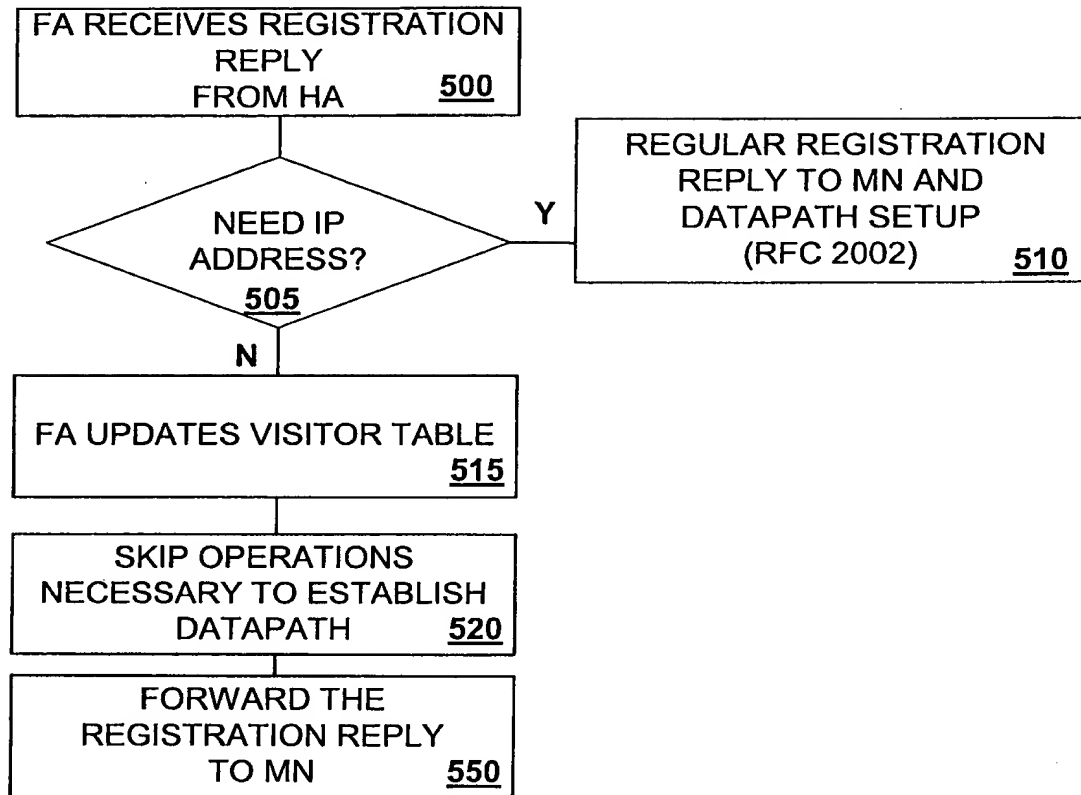 FA RECEIVES REGISTRATION
REPLY
FROM HA 500
NEED IP
ADDRESS?
505
Y
REGULAR REGISTRATION
REPLY TO MN AND
DATAPATH SETUP
(RFC 2002) 510
N
FA UPDATES VISITOR TABLE
515
SKIP OPERATIONS
NECESSARY TO ESTABLISH
DATAPATH 520
FORWARD THE
REGISTRATION REPLY
TO MN 550